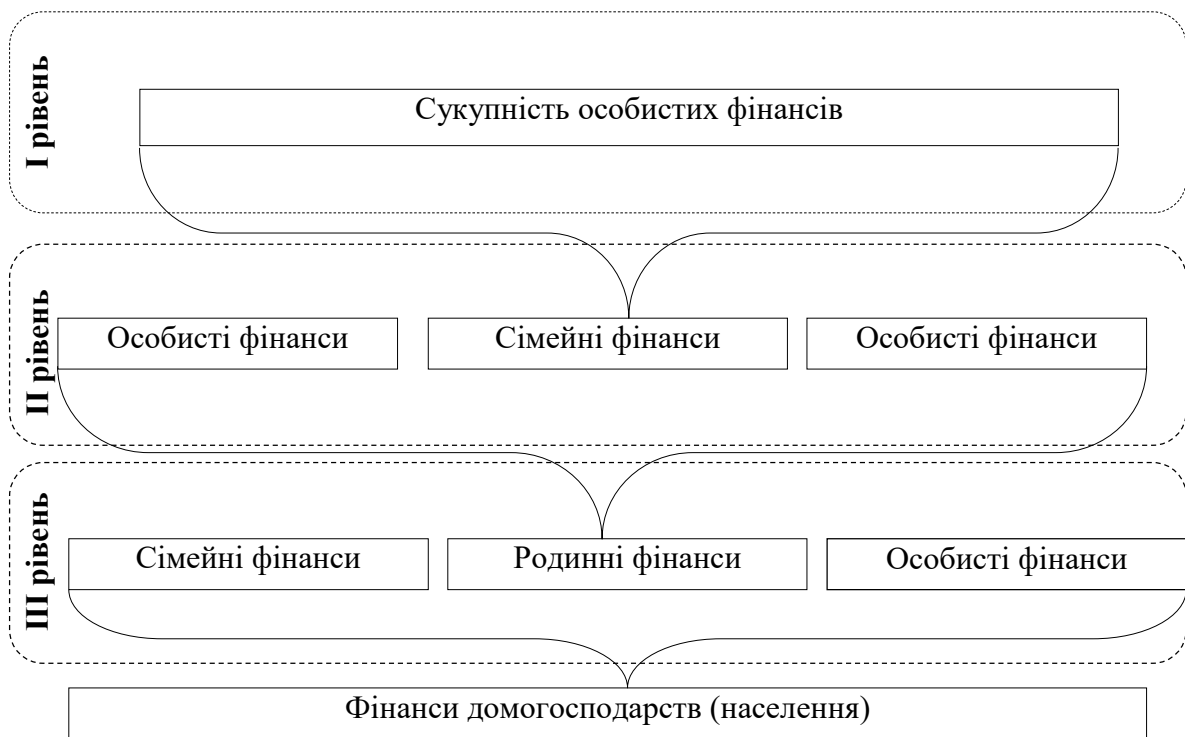 І рівень
Сукупність особистих фінансів
ІІ рівень
Особисті фінанси
Сімейні фінанси
Особисті фінанси
ІІІ рівень
Сімейні фінанси
Родинні фінанси
Особисті фінанси
Фінанси домогосподарств (населення)